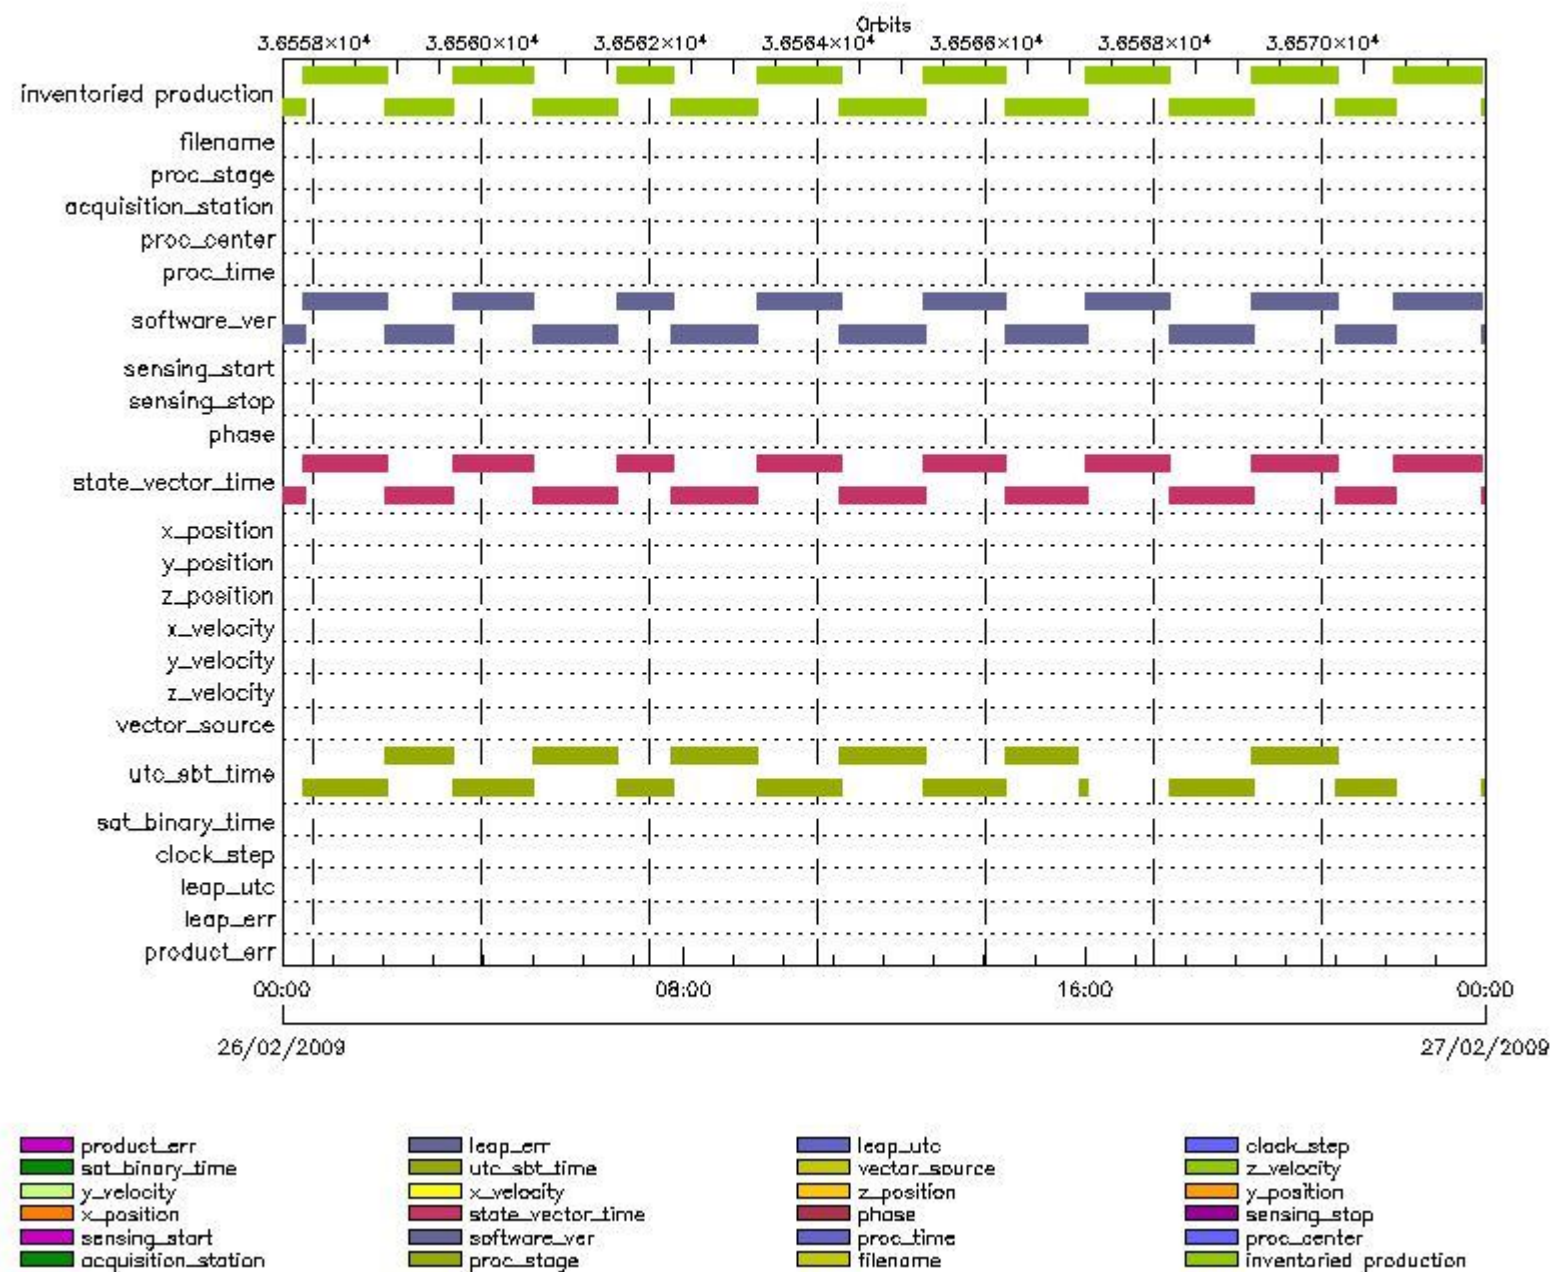 Orbits
3.6558×10⁴ 3.6560×10⁴ 3.6562×10⁴ 3.6564×10⁴ 3.6566×10⁴ 3.6568×10⁴ 3.6570×10⁴
inventoried production
filename
proc_stage
acquisition_station
proc_center
proc_time
software_ver
sensing_start
sensing_stop
phase
state_vector_time
x_position
y_position
z_position
x_velocity
y_velocity
z_velocity
vector_source
utc_sbt_time
sat_binary_time
clock_step
leap_utc
leap_err
product_err
00:00 08:00 16:00 00:00
26/02/2009 27/02/2009
product_err leap_err leap_utc clock_step
sat_binary_time utc_sbt_time vector_source z_velocity
y_velocity x_velocity z_position y_position
x_position state_vector_time phase sensing_stop
sensing_start software_ver proc_time proc_center
acquisition_station proc_stage filename inventoried production